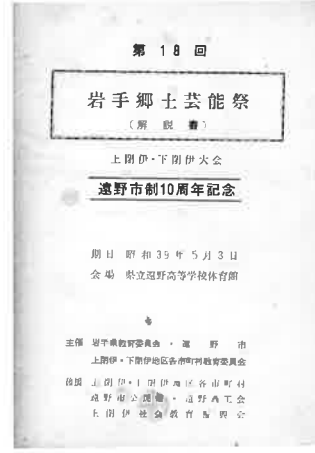 第18回
岩手郷土芸能祭
(解説書)
上閉伊・下閉伊大会
遠野市制10周年記念
期日 昭和39年5月3日
会場 県立遠野高等学校体育館
主催 岩手県教育委員会・遠野市
上閉伊・下閉伊地区各市町村教育委員会
後援 上閉伊・下閉伊地区各市町村
遠野市公民館・遠野商工会
上閉伊社会教育振興会